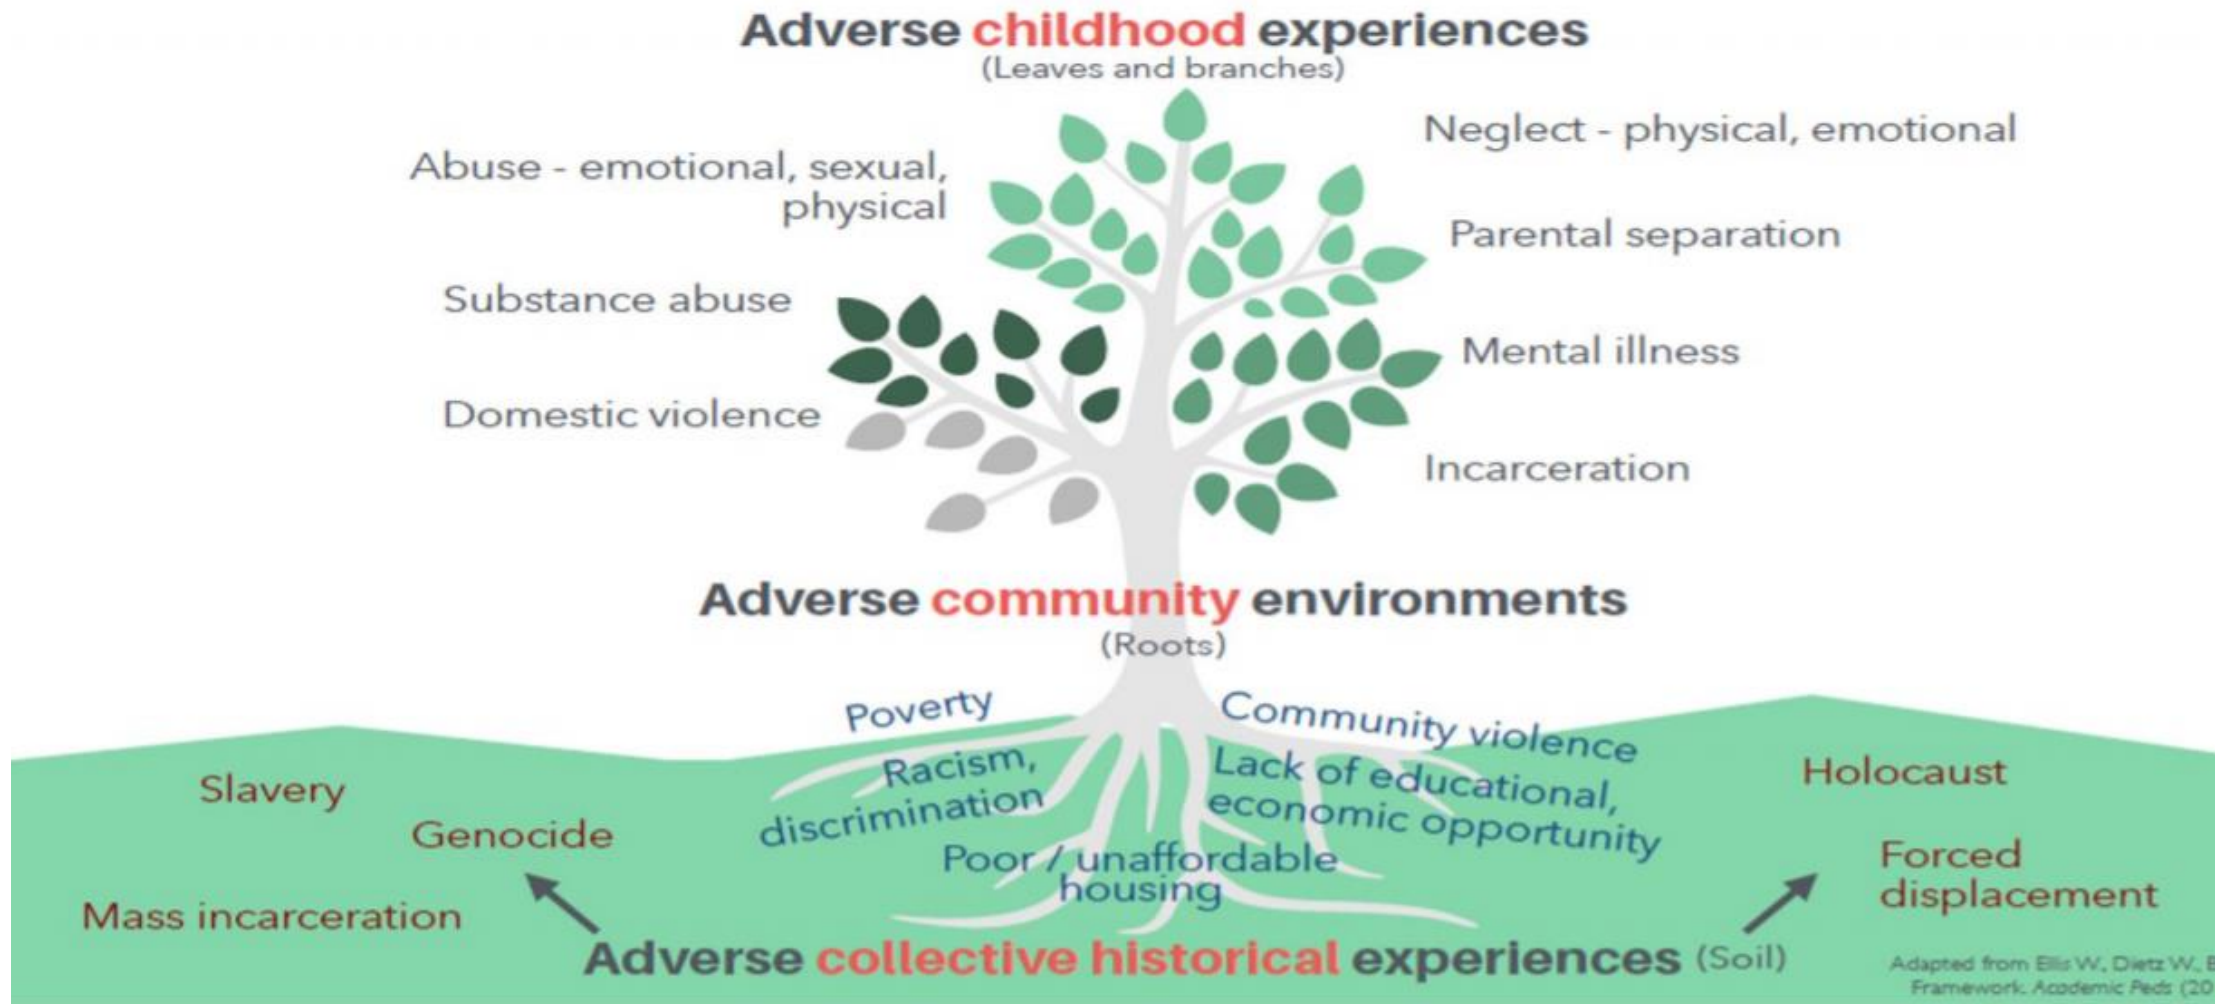 Adverse childhood experiences
(Leaves and branches)
Abuse - emotional, sexual,
physical
Substance abuse
Domestic violence
Neglect - physical, emotional
Parental separation
Mental illness
Incarceration
Adverse community environments
(Roots)
Poverty
Racism,
discrimination
Community violence
Lack of educational,
economic opportunity
Poor / unaffordable
housing
Slavery
Genocide
Mass incarceration
Holocaust
Forced
displacement
Adverse collective historical experiences (Soil)
Adapted from Ellis W., Dietz W.,
Framework. Academic Peds (20